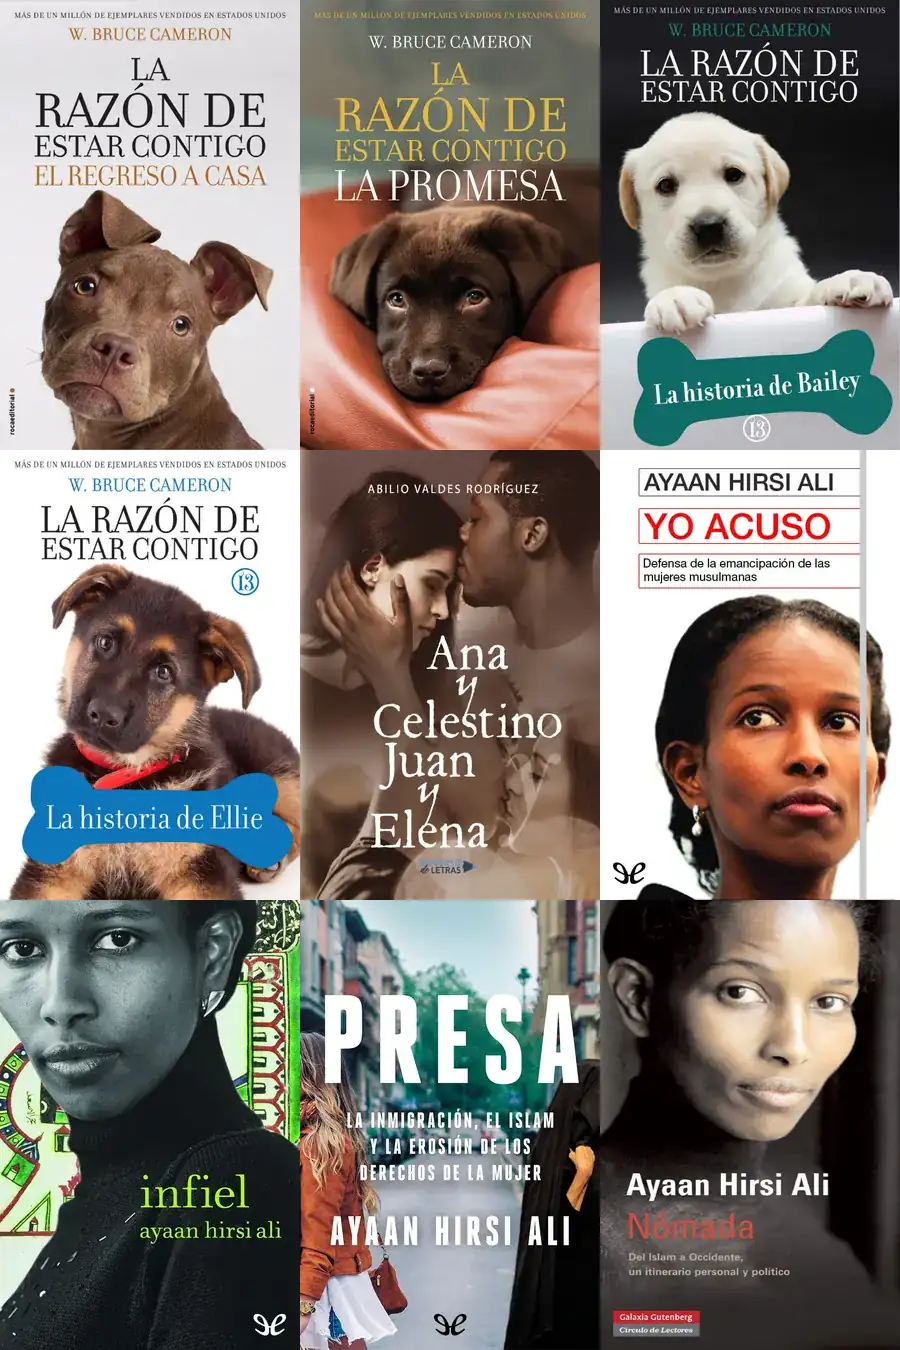 MÁS DE UN MILLÓN DE EJEMPLARES VENDIDOS EN ESTADOS UNIDOS
W. BRUCE CAMERON
LA
RAZÓN DE
ESTAR CONTIGO
EL REGRESO A CASA
rocaeditorial
MÁS DE UN MILLÓN DE EJEMPLARES VENDIDOS EN ESTADOS UNIDOS
W. BRUCE CAMERON
LA
RAZÓN DE
ESTAR CONTIGO
LA PROMESA
rocaeditorial
MÁS DE UN MILLÓN DE EJEMPLARES VENDIDOS EN ESTADOS UNIDOS
W. BRUCE CAMERON
LA RAZÓN DE
ESTAR CONTIGO
La historia de Bailey
13
MÁS DE UN MILLÓN DE EJEMPLARES VENDIDOS EN ESTADOS UNIDOS
W. BRUCE CAMERON
LA RAZÓN DE
ESTAR CONTIGO
13
La historia de Ellie
ABILIO VALDES RODRÍGUEZ
Ana
y
Celestino
Juan
y
Elena
LETRAS
AYAAN HIRSI ALI
YO ACUSO
Defensa de la emancipación de las
mujeres musulmanas
infiel
ayaan hirsi ali
PRESA
LA INMIGRACIÓN, EL ISLAM
Y LA EROSIÓN DE LOS
DERECHOS DE LA MUJER
AYAAN HIRSI ALI
Ayaan Hirsi Ali
Nómada
Del Islam a Occidente,
un itinerario personal y político
Galaxia Gutenberg
Círculo de Lectores